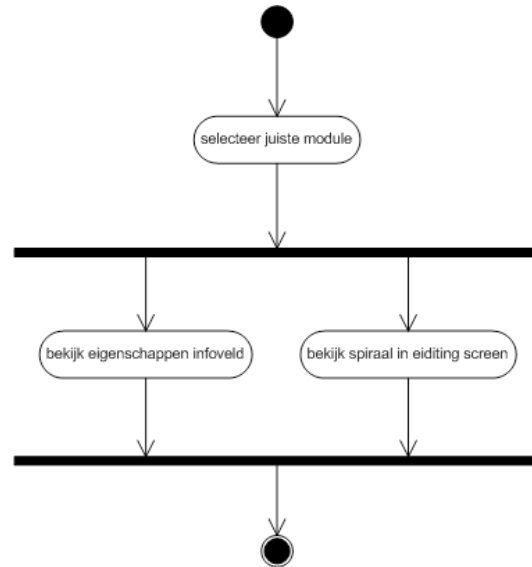 selecteer juiste module
bekijk eigenschappen infoveld
bekijk spiraal in eiditing screen